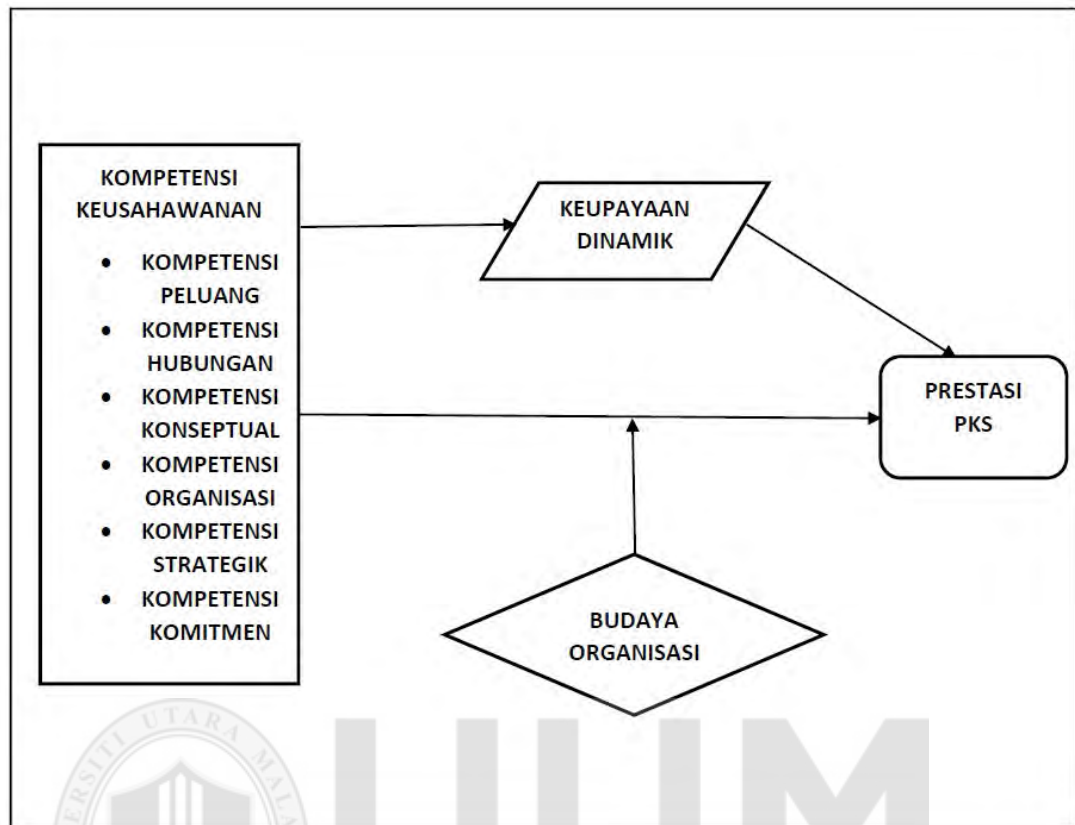 KOMPETENSI
KEUSAHAWANAN
• KOMPETENSI
PELUANG
• KOMPETENSI
HUBUNGAN
• KOMPETENSI
KONSEPTUAL
• KOMPETENSI
ORGANISASI
• KOMPETENSI
STRATEGIK
• KOMPETENSI
KOMITMEN
KEUPAYAAN
DINAMIK
PRESTASI
PKS
BUDAYA
ORGANISASI
UTARA
UUM